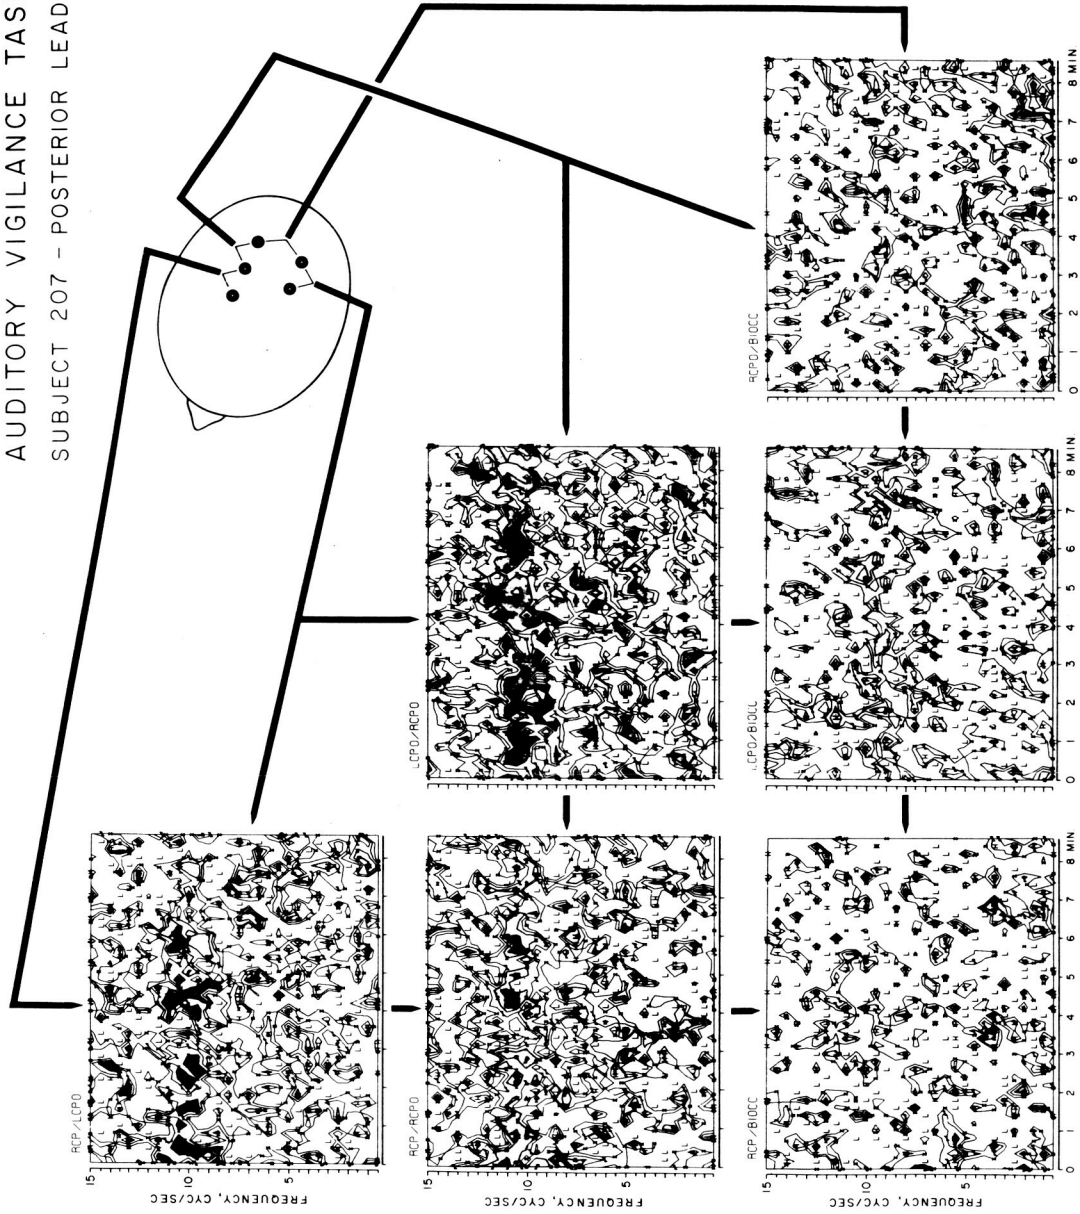 AUDITORY VIGILANCE TAS
SUBJECT 207 - POSTERIOR LEAD
RCP/LCPO
15
10
5
FREQUENCY, CYC/SEC
RCP/RCPO
15
10
5
FREQUENCY, CYC/SEC
LCPO/RCPO
RCP/BIOCC
15
10
5
FREQUENCY, CYC/SEC
0 1 2 3 4 5 6 7 8 MIN.
LCPO/BIOCC
0 1 2 3 4 5 6 7 8 MIN.
RCPO/BIOCC
15
10
5
0 1 2 3 4 5 6 7 8 MIN.